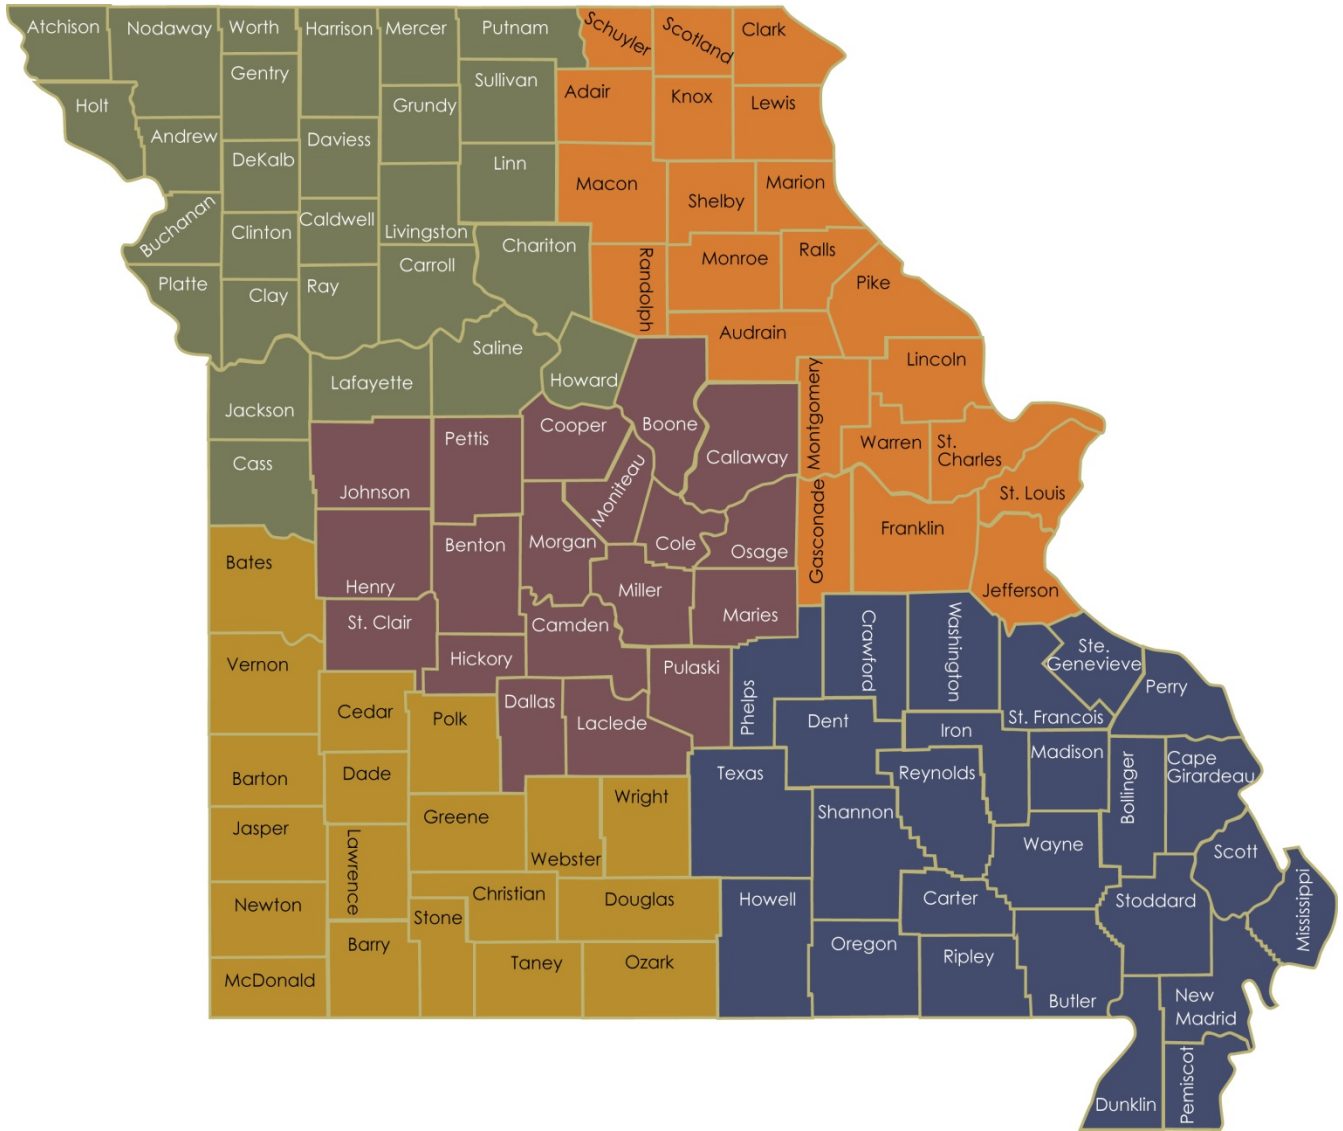 Atchison
Nodaway
Worth
Harrison
Mercer
Putnam
Schuyler
Scotland
Clark
Gentry
Sullivan
Holt
Grundy
Adair
Knox
Lewis
Andrew
Daviess
DeKalb
Linn
Macon
Shelby
Marion
Buchanan
Clinton
Caldwell
Livingston
Chariton
Randolph
Monroe
Ralls
Platte
Clay
Ray
Carroll
Pike
Audrain
Saline
Howard
Lincoln
Jackson
Lafayette
Boone
Montgomery
Cooper
Callaway
Warren
St.
Charles
Cass
Pettis
Johnson
Moniteau
St. Louis
Gasconade
Franklin
Bates
Henry
Benton
Morgan
Cole
Osage
Miller
Maries
Jefferson
St. Clair
Camden
Crawford
Washington
Ste.
Genevieve
Vernon
Hickory
Pulaski
Phelps
Perry
Cedar
Polk
Dallas
Laclede
Dent
St. Francois
Iron
Madison
Barton
Dade
Texas
Reynolds
Bollinger
Cape
Girardeau
Jasper
Lawrence
Greene
Webster
Wright
Shannon
Wayne
Scott
Newton
Christian
Douglas
Howell
Carter
Stoddard
Mississippi
Stone
Barry
Taney
Ozark
Oregon
Ripley
McDonald
Butler
New
Madrid
Dunklin
Pemiscot